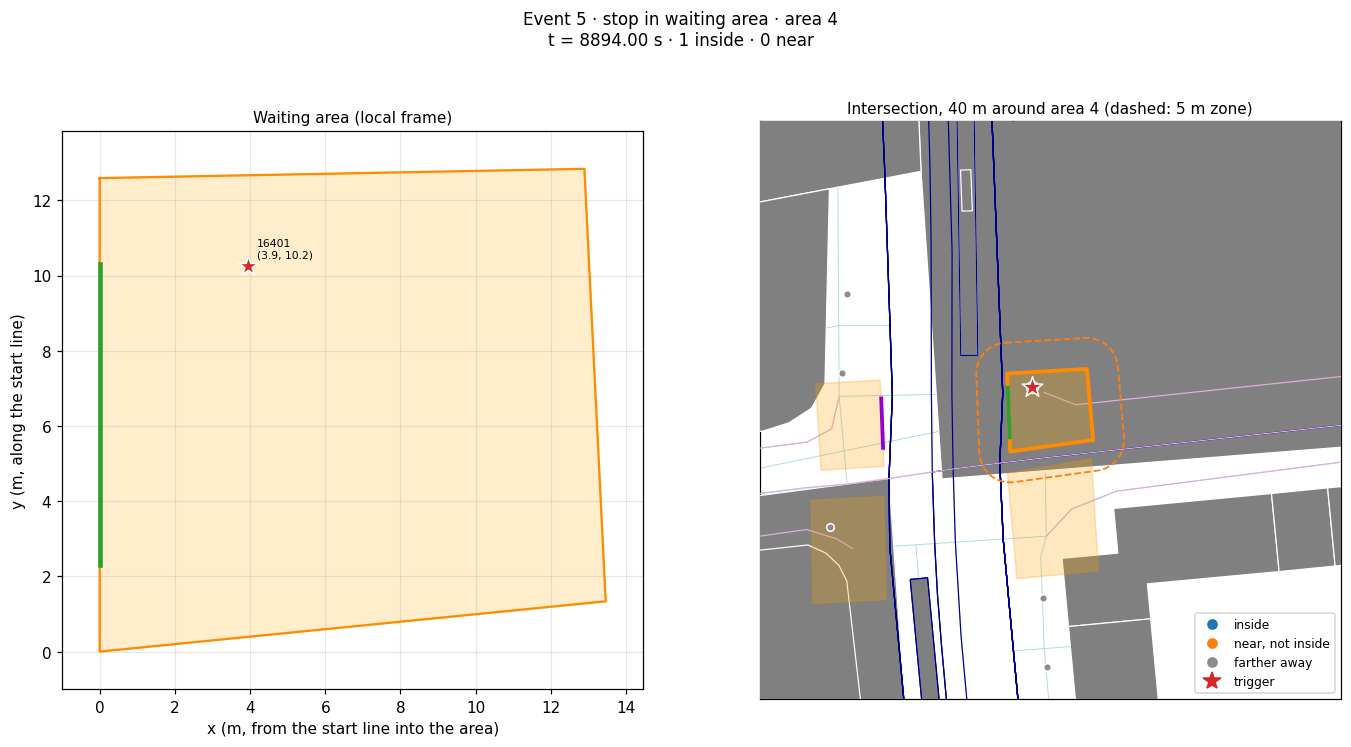 Event 5 · stop in waiting area · area 4
t = 8894.00 s · 1 inside · 0 near
Waiting area (local frame)
16401
(3.9, 10.2)
12
10
8
6
4
2
0
y (m, along the start line)
0 2 4 6 8 10 12 14
x (m, from the start line into the area)
Intersection, 40 m around area 4 (dashed: 5 m zone)
inside
near, not inside
farther away
trigger